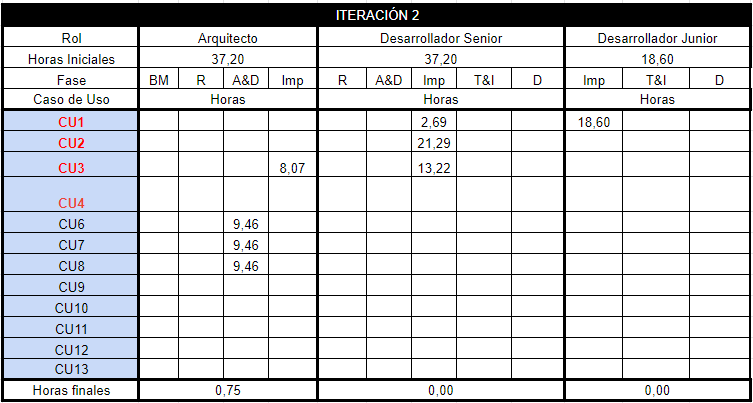 ITERACIÓN 2
Rol Arquitecto Desarrollador Senior Desarrollador Junior
Horas Iniciales 37,20 37,20 18,60
Fase BM R A&D Imp R A&D Imp T&I D Imp T&I D
Caso de Uso Horas Horas Horas
CU1 2,69 18,60
CU2 21,29
CU3 8,07 13,22
CU4
CU6 9,46
CU7 9,46
CU8 9,46
CU9
CU10
CU11
CU12
CU13
Horas finales 0,75 0,00 0,00